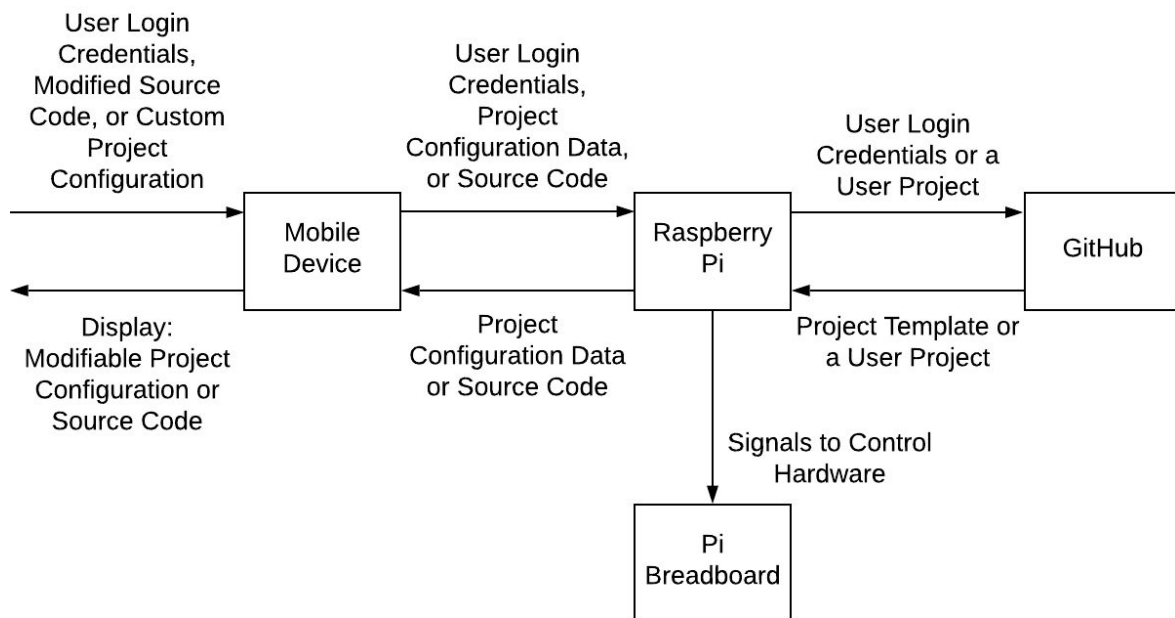 User Login
Credentials,
Modified Source
Code, or Custom
Project
Configuration
User Login
Credentials,
Project
Configuration Data,
or Source Code
User Login
Credentials or a
User Project
Mobile
Device
Raspberry
Pi
GitHub
Display:
Modifiable Project
Configuration or
Source Code
Project
Configuration Data
or Source Code
Project Template or
a User Project
Signals to Control
Hardware
Pi
Breadboard